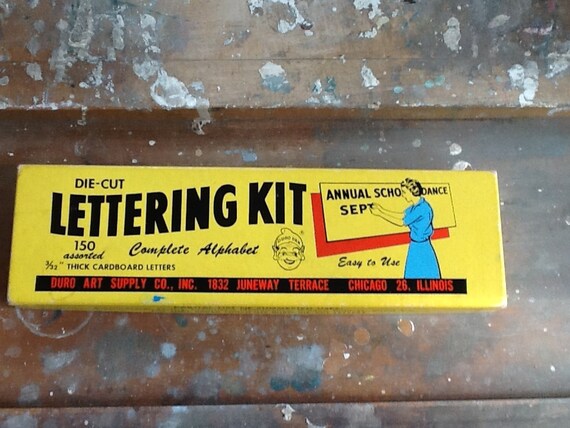 DIE-CUT
LETTERING KIT
150
assorted
Complete Alphabet
3/32" THICK CARDBOARD LETTERS
ANNUAL SCHO DANCE
SEPT
Easy to Use
DURO ART SUPPLY CO., INC. 1832 JUNEWAY TERRACE CHICAGO 26, ILLINOIS